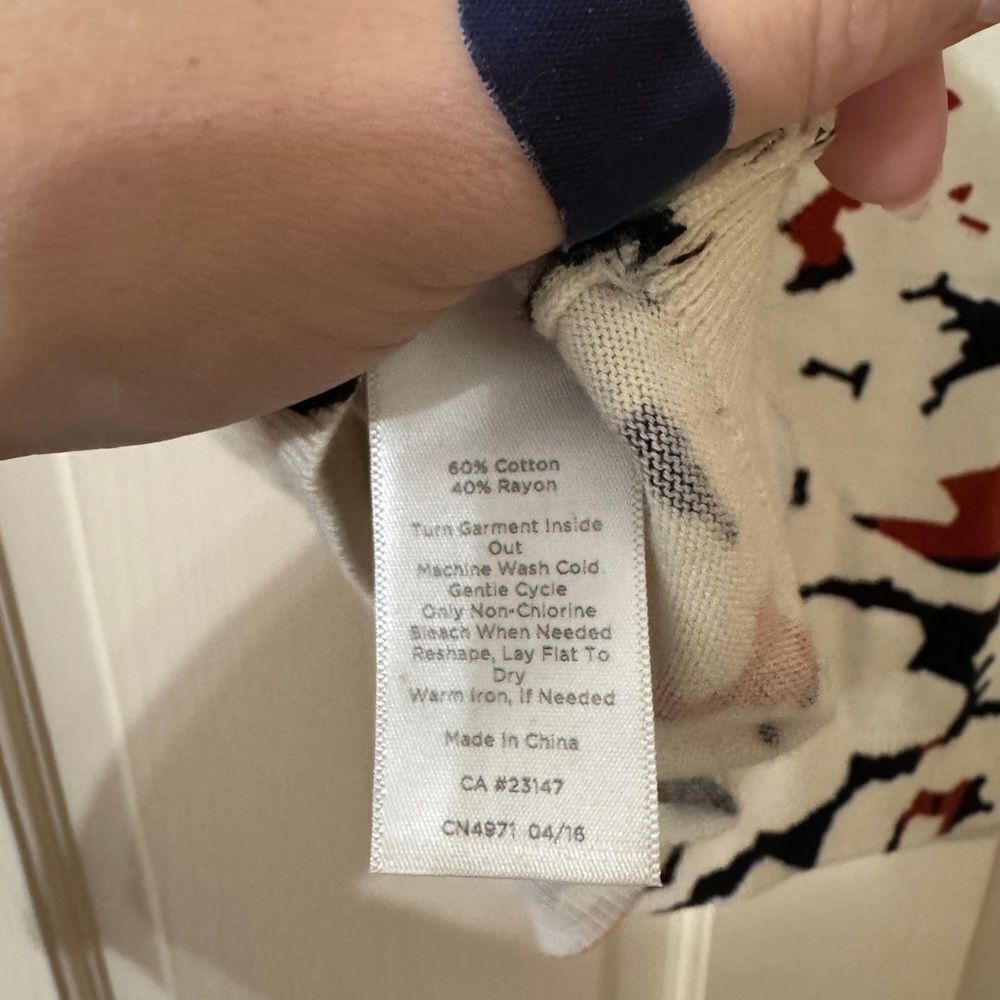 60% Cotton
40% Rayon
Turn Garment Inside
Out
Machine Wash Cold
Gentle Cycle
Only Non-Chlorine
Bleach When Needed
Reshape, Lay Flat To
Dry
Warm Iron, If Needed
Made In China
CA #23147
CN4971 04/16